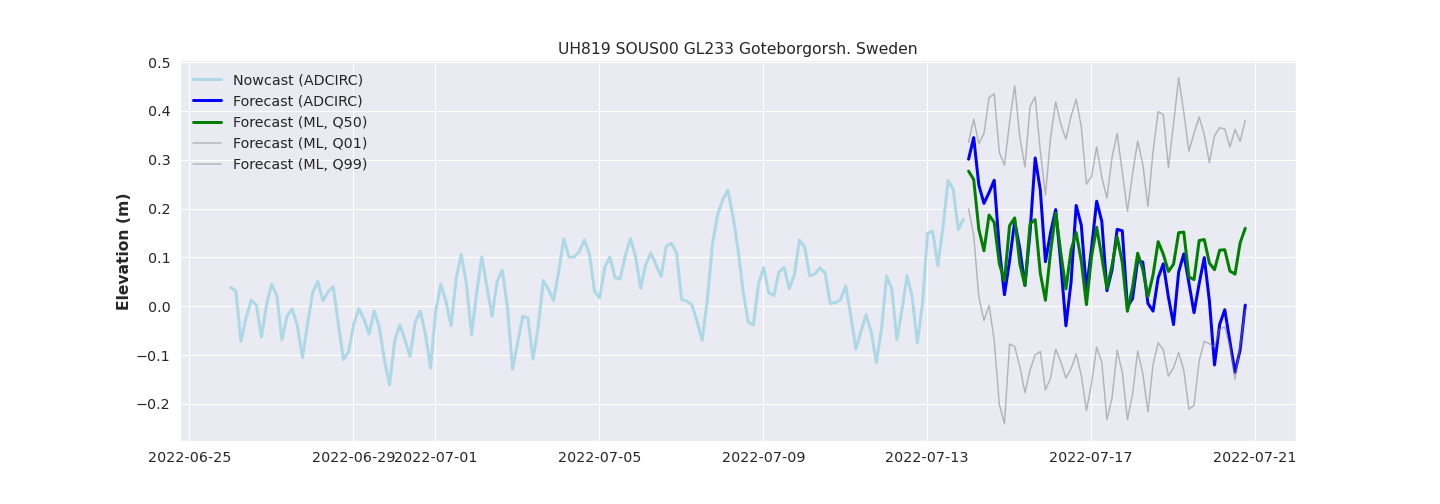 UH819 SOUS00 GL233 Goteborgorsh. Sweden
Nowcast (ADCIRC)
Forecast (ADCIRC)
Forecast (ML, Q50)
Forecast (ML, Q01)
Forecast (ML, Q99)
Elevation (m)
0.5
0.4
0.3
0.2
0.1
0.0
−0.1
−0.2
2022-06-25 2022-06-29 2022-07-01 2022-07-05 2022-07-09 2022-07-13 2022-07-17 2022-07-21